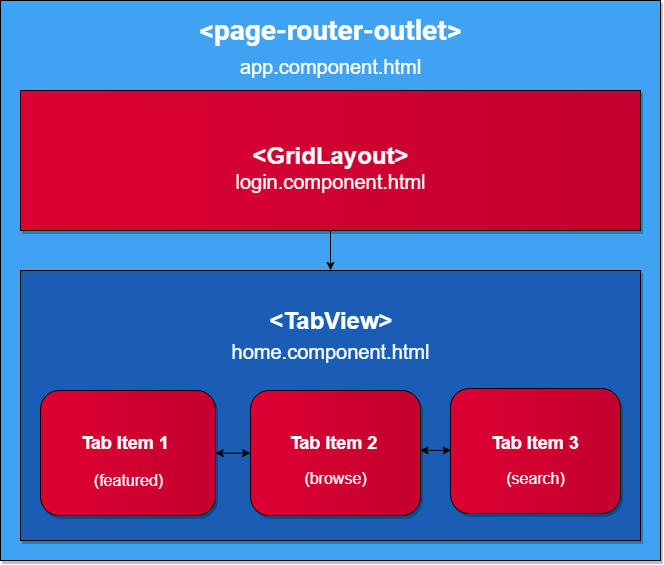 <page-router-outlet>
app.component.html
<GridLayout>
login.component.html
<TabView>
home.component.html
Tab Item 1
(featured)
Tab Item 2
(browse)
Tab Item 3
(search)